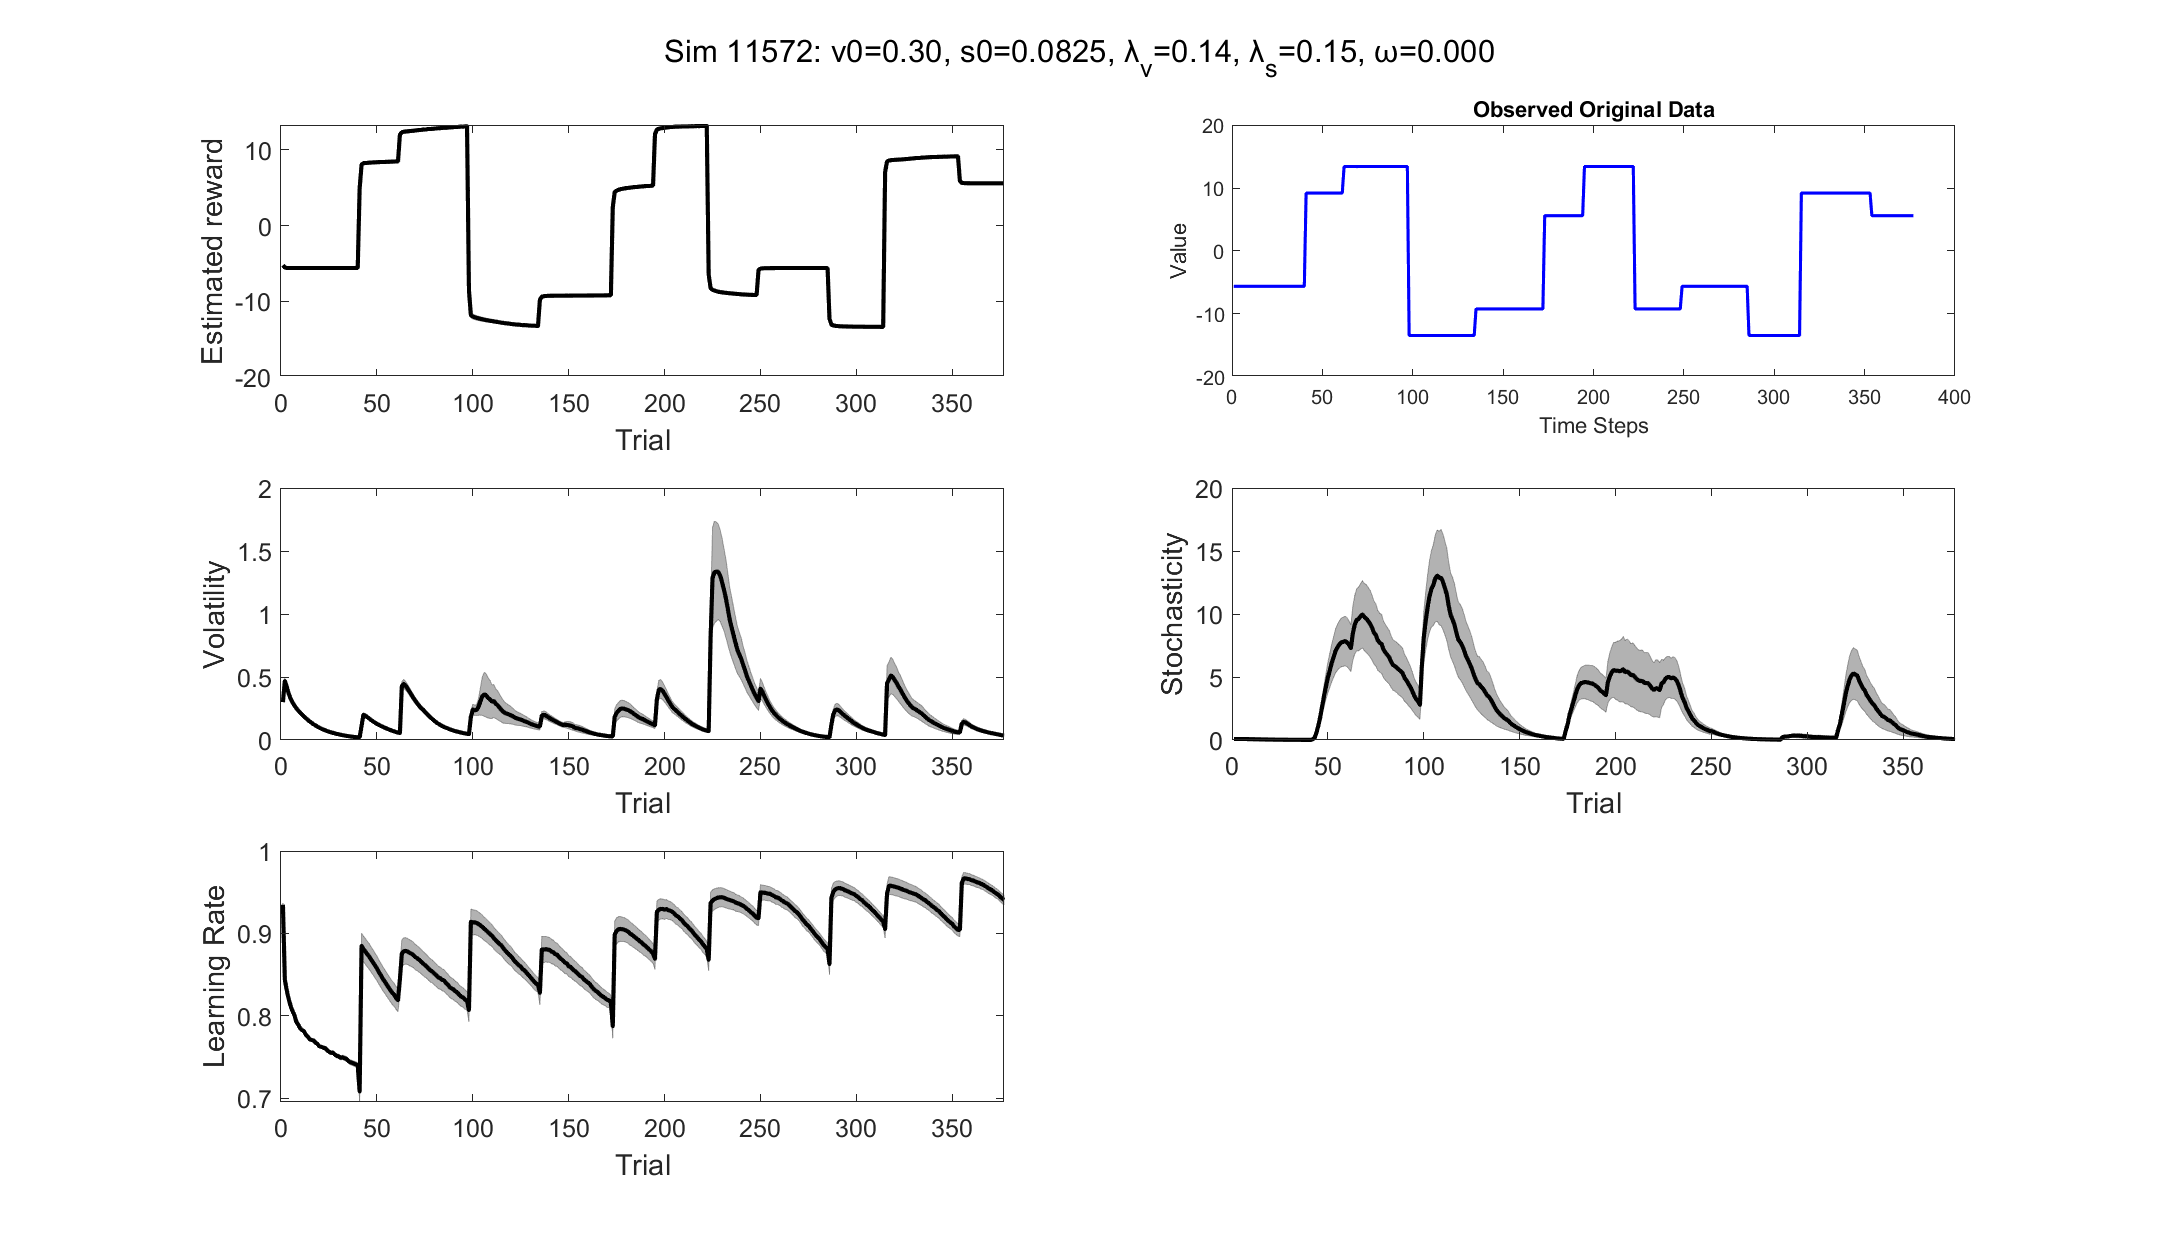 Sim 11572: v0=0.30, s0=0.0825, λv=0.14, λs=0.15, ω=0.000
Estimated reward
10
0
-10
-20
0 50 100 150 200 250 300 350
Trial
Observed Original Data
Value
20
10
0
-10
-20
0 50 100 150 200 250 300 350 400
Time Steps
Volatility
2
1.5
1
0.5
0
0 50 100 150 200 250 300 350
Trial
Stochasticity
20
15
10
5
0
0 50 100 150 200 250 300 350
Trial
Learning Rate
1
0.9
0.8
0.7
0 50 100 150 200 250 300 350
Trial